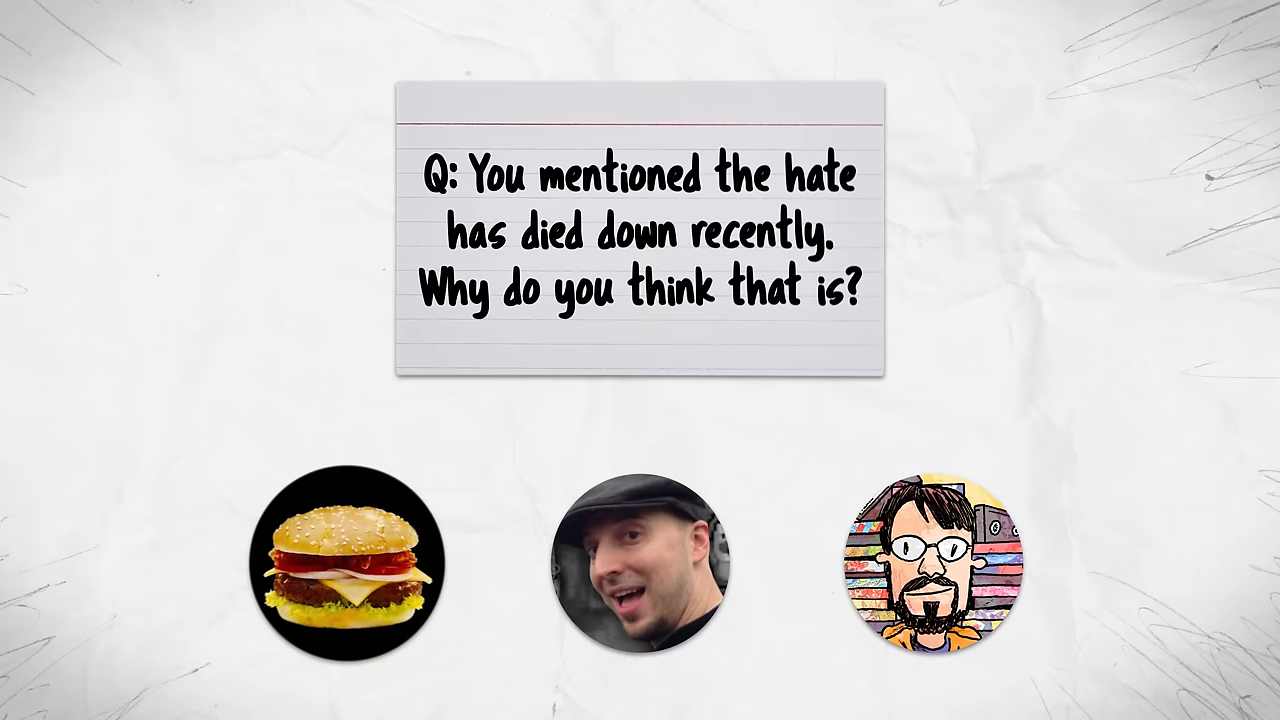 Q: You mentioned the hate
has died down recently.
Why do you think that is?